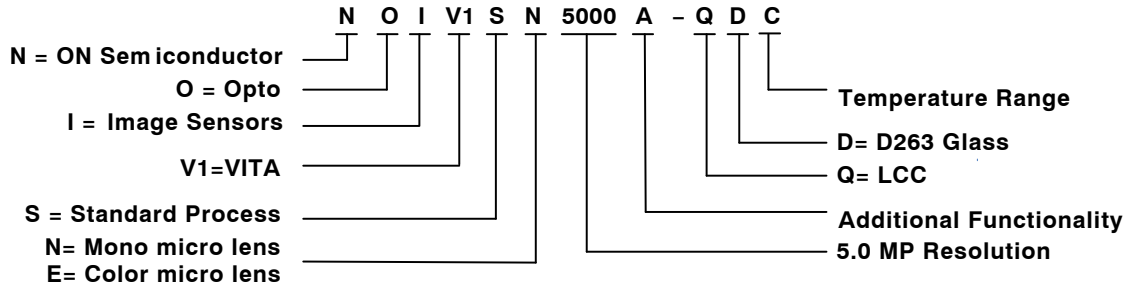 N O I V1 S N 5000 A - Q D C
N = ON Semiconductor
O = Opto
I = Image Sensors
V1=VITA
S = Standard Process
N= Mono micro lens
E= Color micro lens
Temperature Range
D= D263 Glass
Q= LCC
Additional Functionality
5.0 MP Resolution